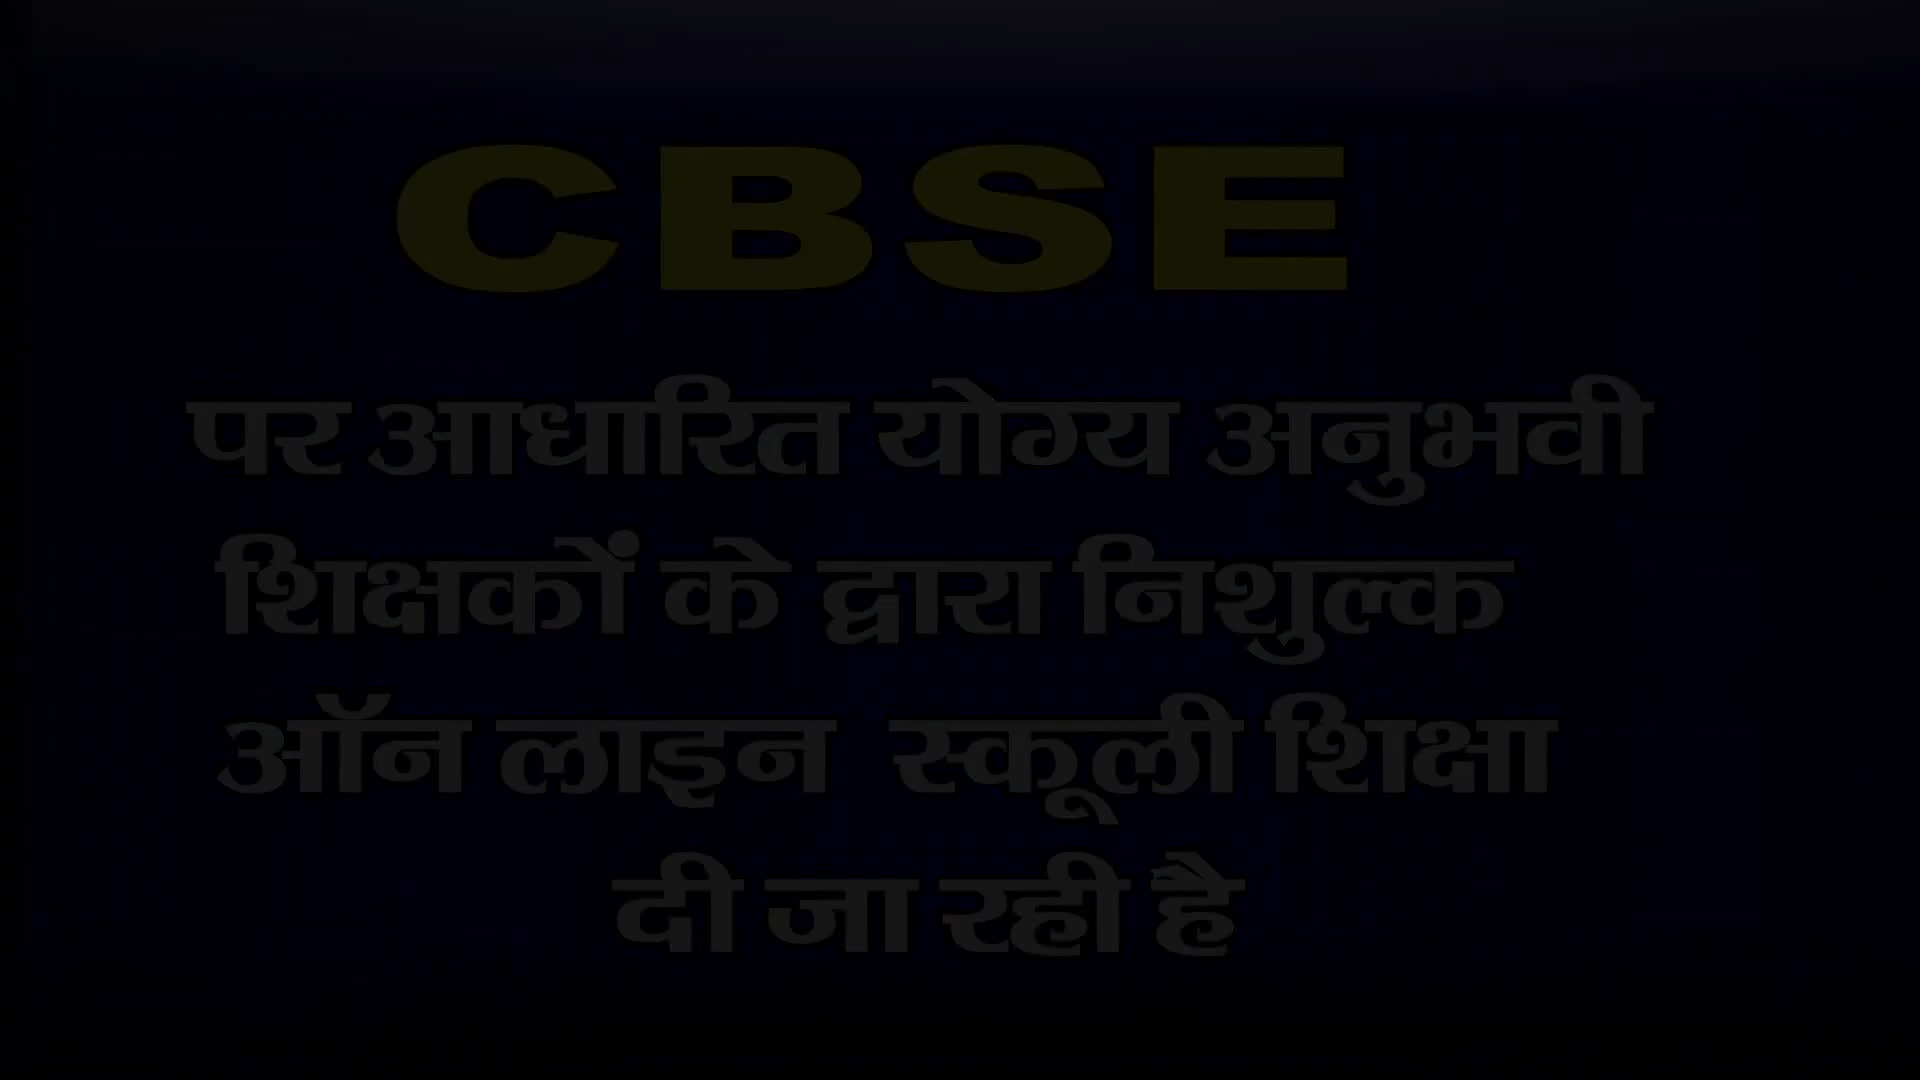 CBSE
पर आधारित योग्य अनुभवी
शिक्षकों के द्वारा निशुल्क
ऑन लाइन स्कूली शिक्षा
दी जा रही है